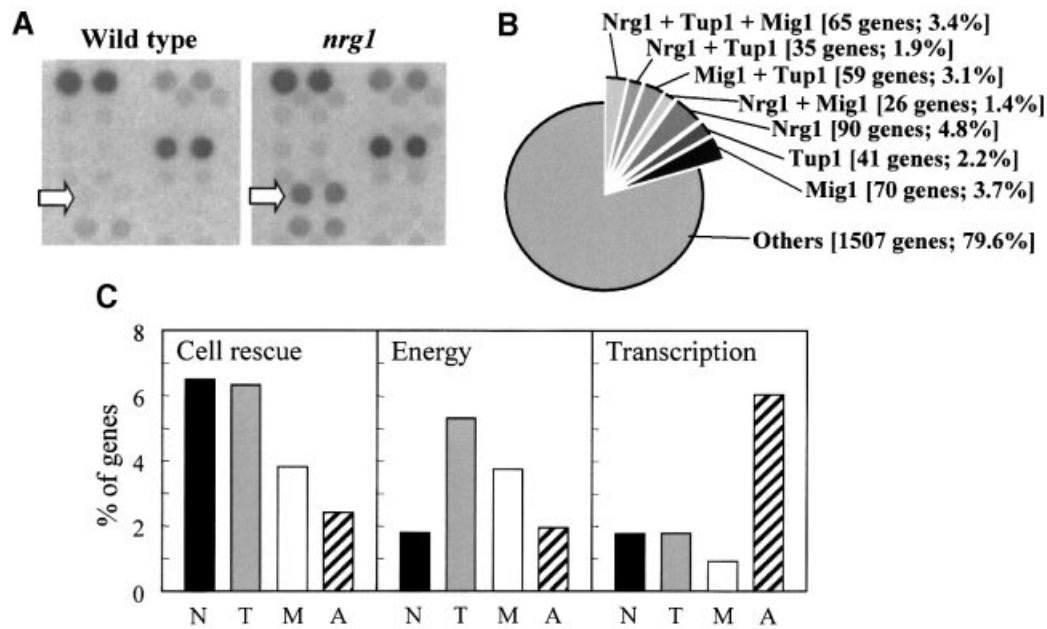 A
Wild type
nrg1
B
Nrg1 + Tup1 + Mig1 [65 genes; 3.4%]
Nrg1 + Tup1 [35 genes; 1.9%]
Mig1 + Tup1 [59 genes; 3.1%]
Nrg1 + Mig1 [26 genes; 1.4%]
Nrg1 [90 genes; 4.8%]
Tup1 [41 genes; 2.2%]
Mig1 [70 genes; 3.7%]
Others [1507 genes; 79.6%]
C
% of genes
8
6
4
2
0
Cell rescue
Energy
Transcription
N T M A N T M A N T M A